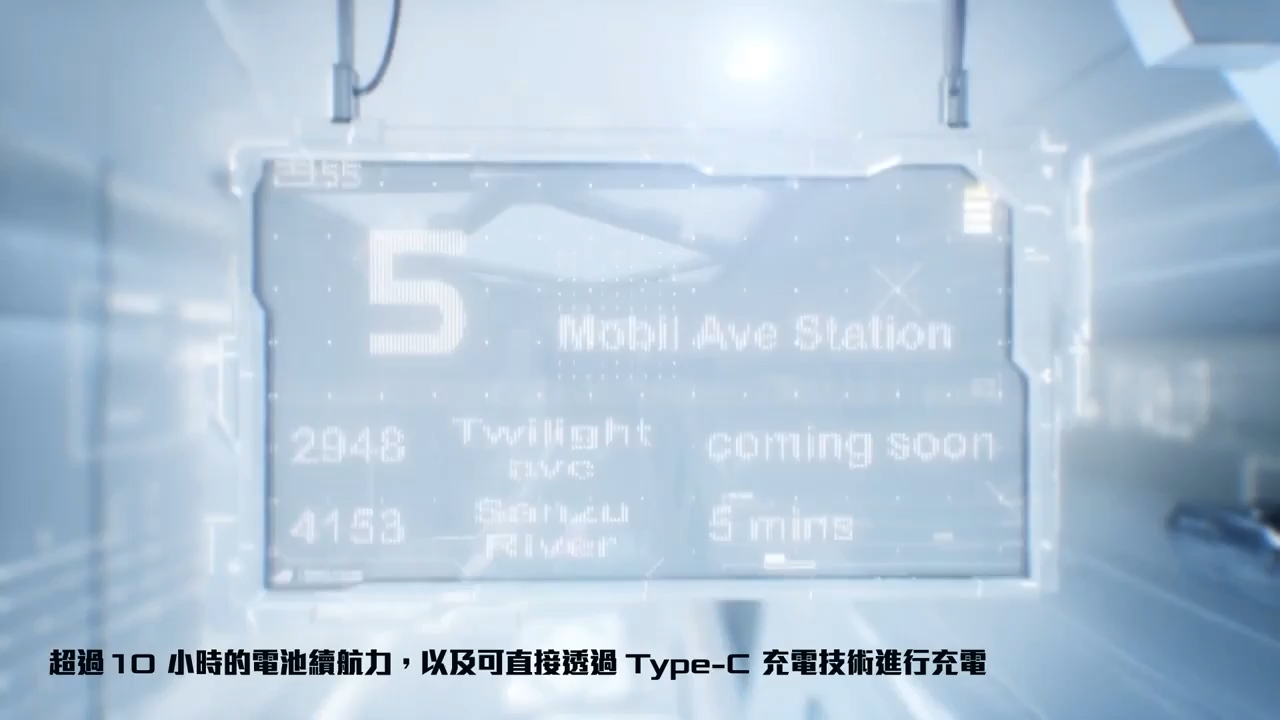 5
Mobil Ave Station
2948 Twilight ave coming soon
4153 Sanzu River 5 mins
超過10 小時的電池續航力，以及可直接透過 Type-C 充電技術進行充電